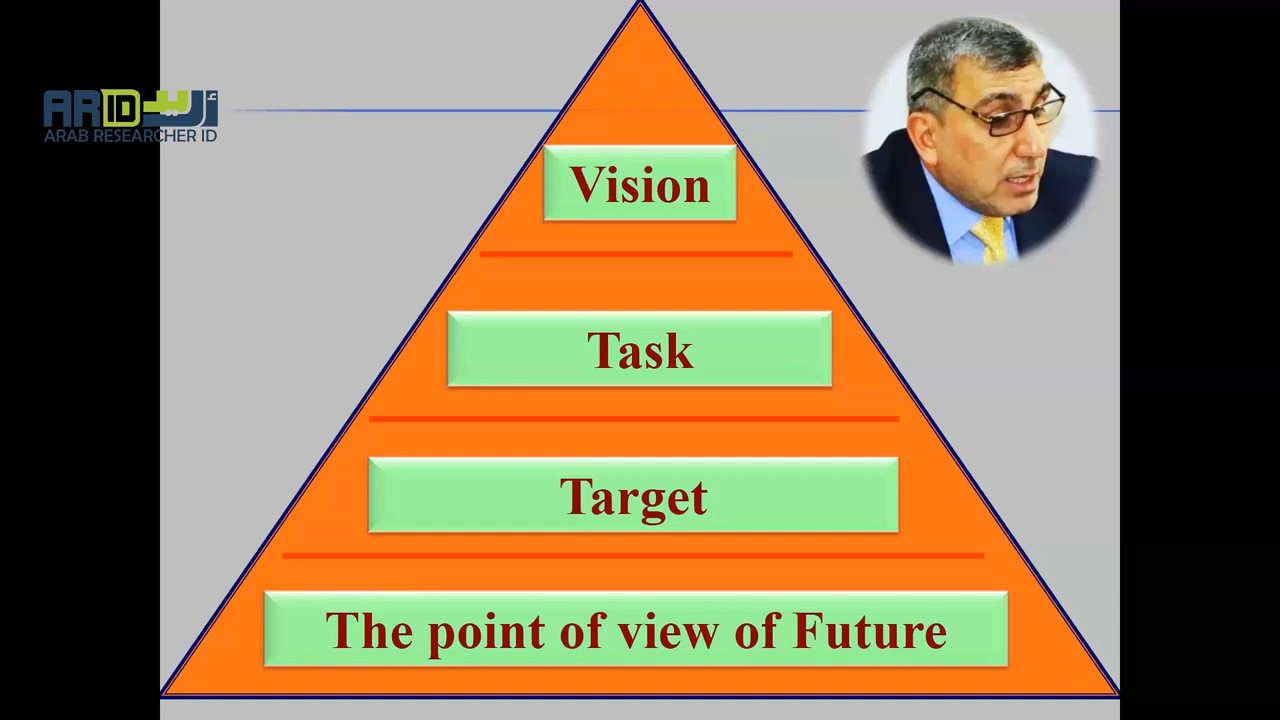 ARID أريد
ARAB RESEARCHER ID
Vision
Task
Target
The point of view of Future